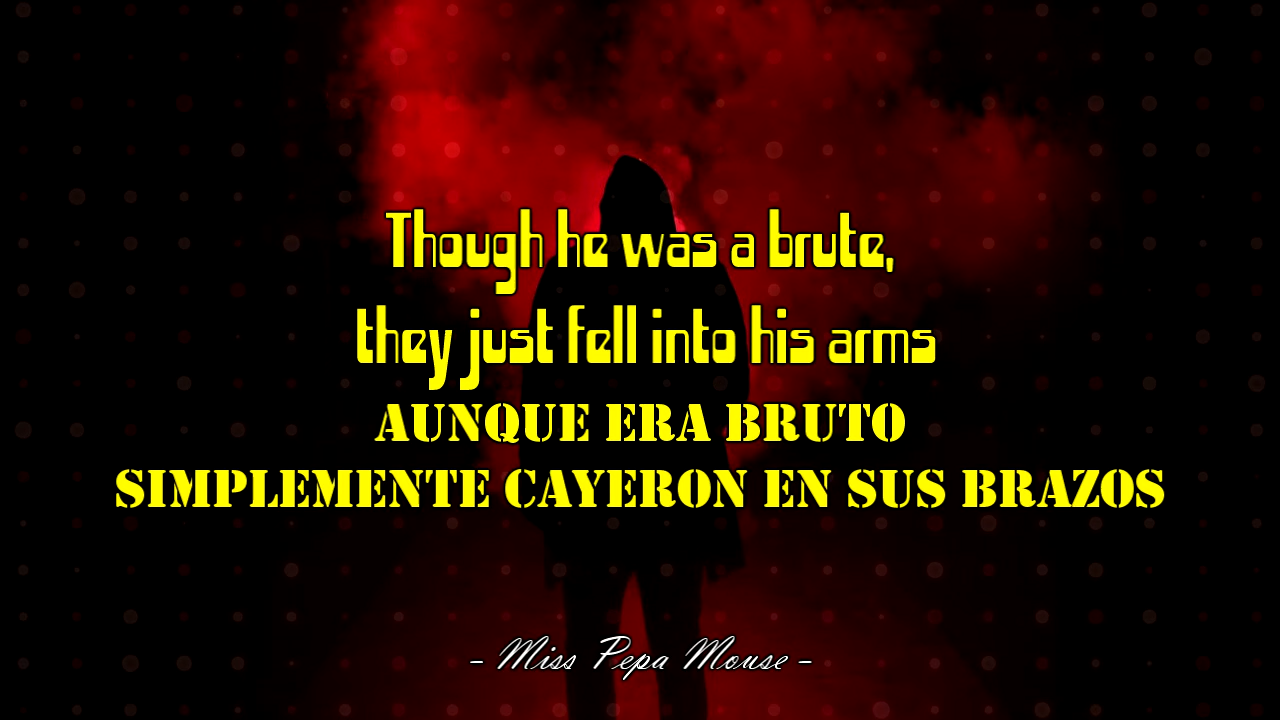 Though he was a brute,
they just fell into his arms
AUNQUE ERA BRUTO
SIMPLEMENTE CAYERON EN SUS BRAZOS
- Miss Pepa Mouse -